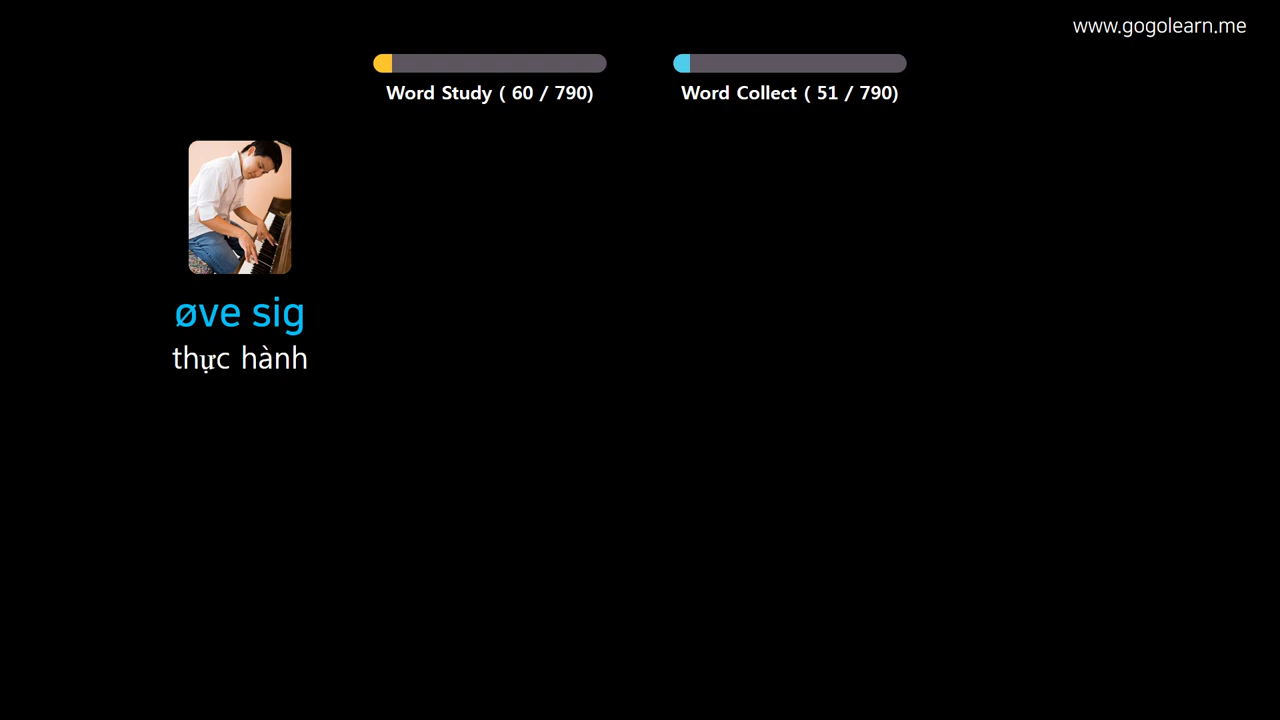 www.gogolearn.me
Word Study ( 60 / 790)
Word Collect ( 51 / 790)
øve sig
thực hành